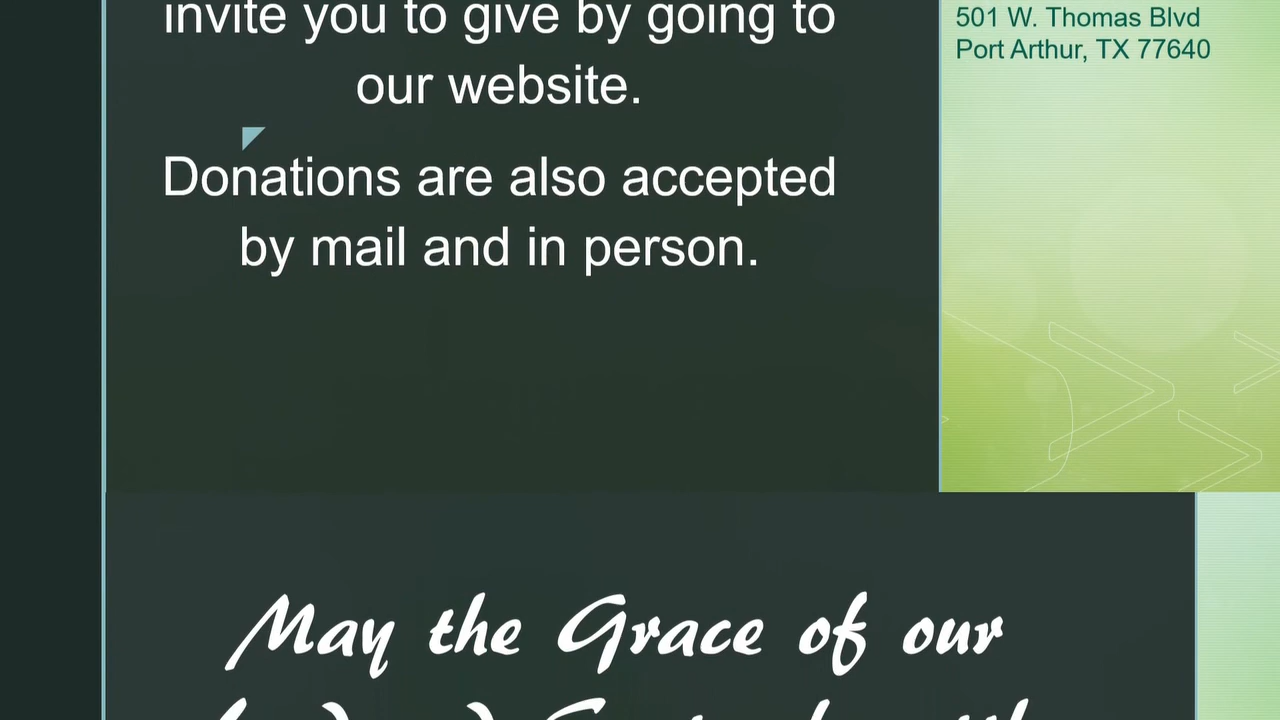 invite you to give by going to
our website.
Donations are also accepted
by mail and in person.
501 W. Thomas Blvd
Port Arthur, TX 77640
May the Grace of our